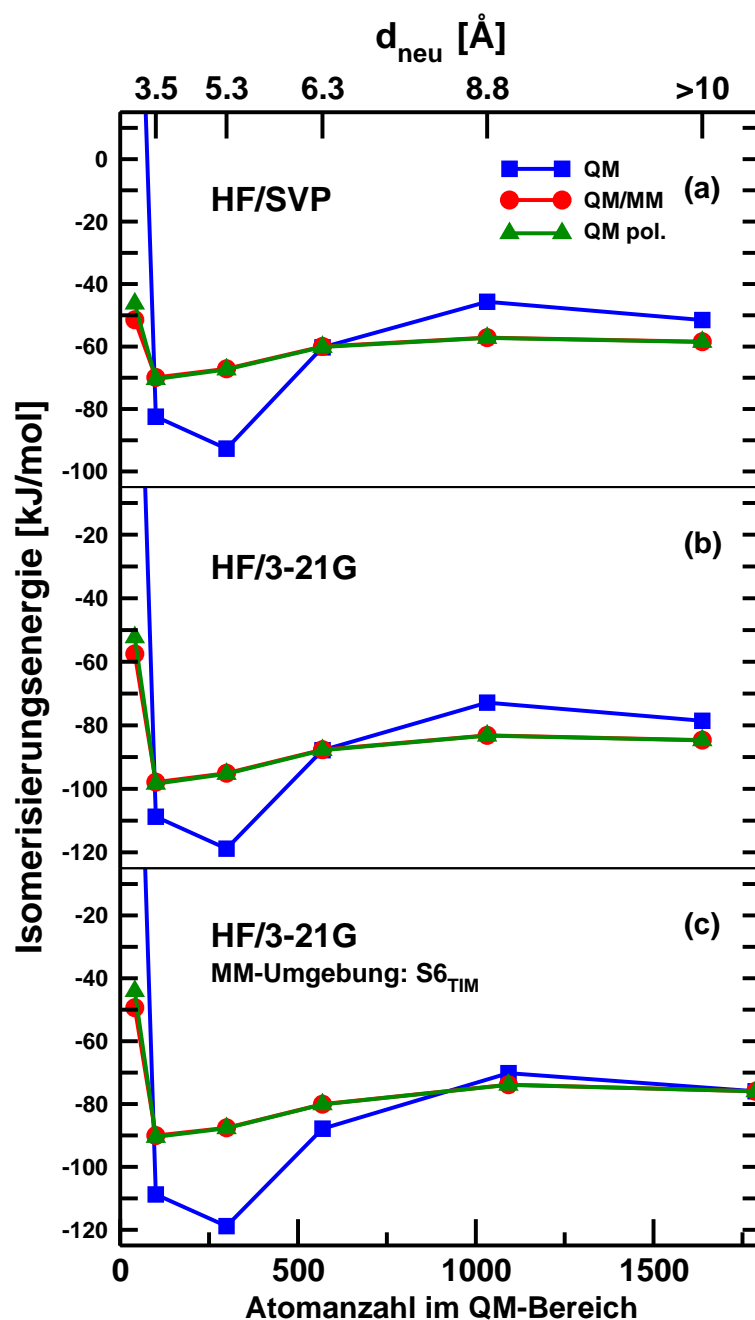 d_neu [Å]
3.5 5.3 6.3 8.8 >10
0
-20
-40
-60
-80
-100
HF/SVP
QM
QM/MM
QM pol.
(a)
-20
-40
-60
-80
-100
-120
HF/3-21G
(b)
-20
-40
-60
-80
-100
-120
HF/3-21G
MM-Umgebung: S6_TIM
(c)
Isomerisierungsenergie [kJ/mol]
0 500 1000 1500
Atomanzahl im QM-Bereich